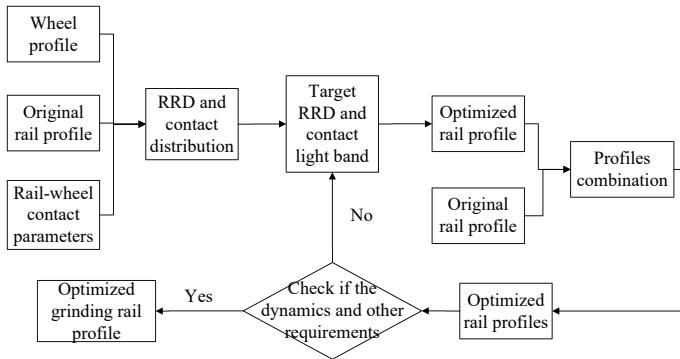 Wheel
profile
Original
rail profile
Rail-wheel
contact
parameters
RRD and
contact
distribution
Target
RRD and
contact
light band
Optimized
rail profile
Original
rail profile
Profiles
combination
No
Check if the
dynamics and other
requirements
Optimized
rail profiles
Yes
Optimized
grinding rail
profile